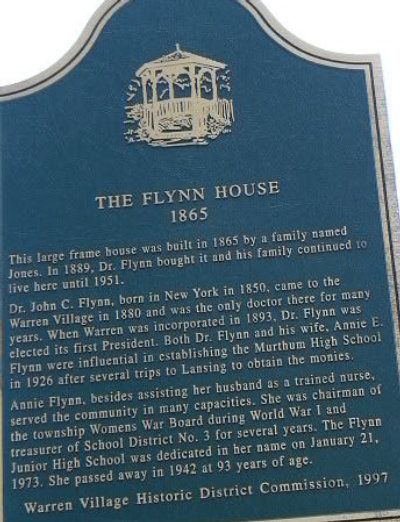 THE FLYNN HOUSE
1865
This large frame house was built in 1865 by a family named
Jones. In 1889, Dr. Flynn bought it and his family continued to
live here until 1951.
Dr. John C. Flynn, born in New York in 1850, came to the
Warren Village in 1880 and was the only doctor there for many
years. When Warren was incorporated in 1893, Dr. Flynn was
elected its first President. Both Dr. Flynn and his wife, Annie E.
Flynn were influential in establishing the Murthum High School
in 1926 after several trips to Lansing to obtain the monies.
Annie Flynn, besides assisting her husband as a trained nurse,
served the community in many capacities. She was chairman of
the township Womens War Board during World War I and
treasurer of School District No. 3 for several years. The Flynn
Junior High School was dedicated in her name on January 21,
1973. She passed away in 1942 at 93 years of age.
Warren Village Historic District Commission, 1997